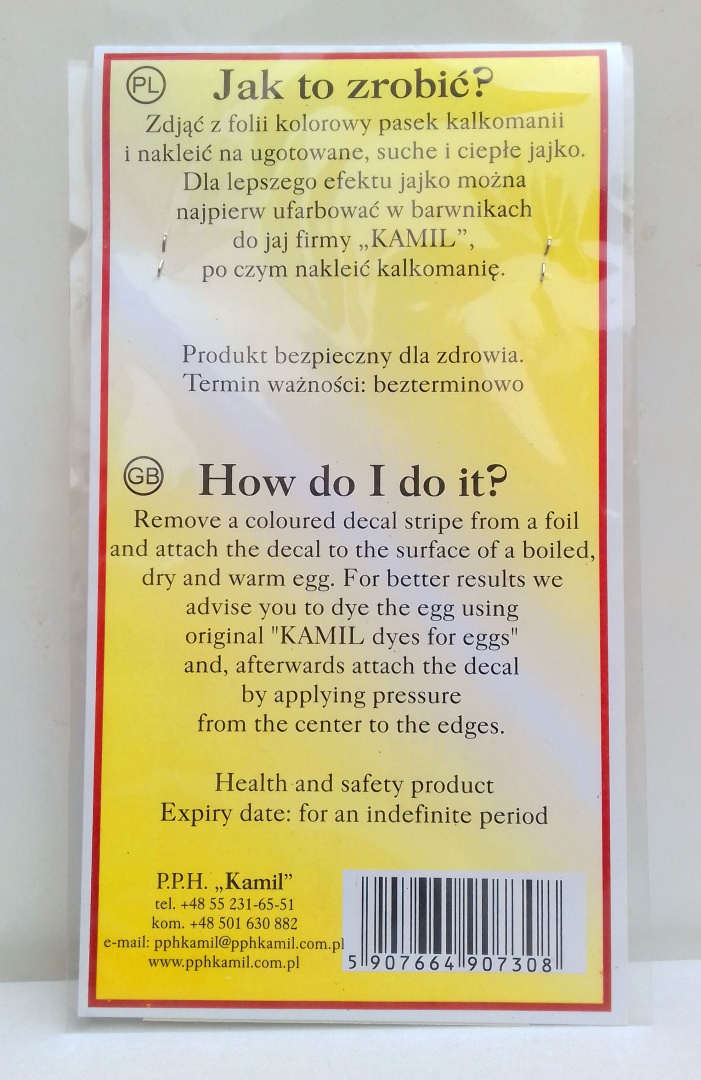 PL
Jak to zrobić?
Zdjąć z folii kolorowy pasek kalkomanii
i nakleić na ugotowane, suche i ciepłe jajko.
Dla lepszego efektu jajko można
najpierw ufarbować w barwnikach
do jaj firmy „KAMIL”,
po czym nakleić kalkomanię.
Produkt bezpieczny dla zdrowia.
Termin ważności: bezterminowo
GB
How do I do it?
Remove a coloured decal stripe from a foil
and attach the decal to the surface of a boiled,
dry and warm egg. For better results we
advise you to dye the egg using
original "KAMIL dyes for eggs"
and, afterwards attach the decal
by applying pressure
from the center to the edges.
Health and safety product
Expiry date: for an indefinite period
P.P.H. „Kamil”
tel. +48 55 231-65-51
kom. +48 501 630 882
e-mail: pphkamil@pphkamil.com.pl
www.pphkamil.com.pl
5 907664 907308